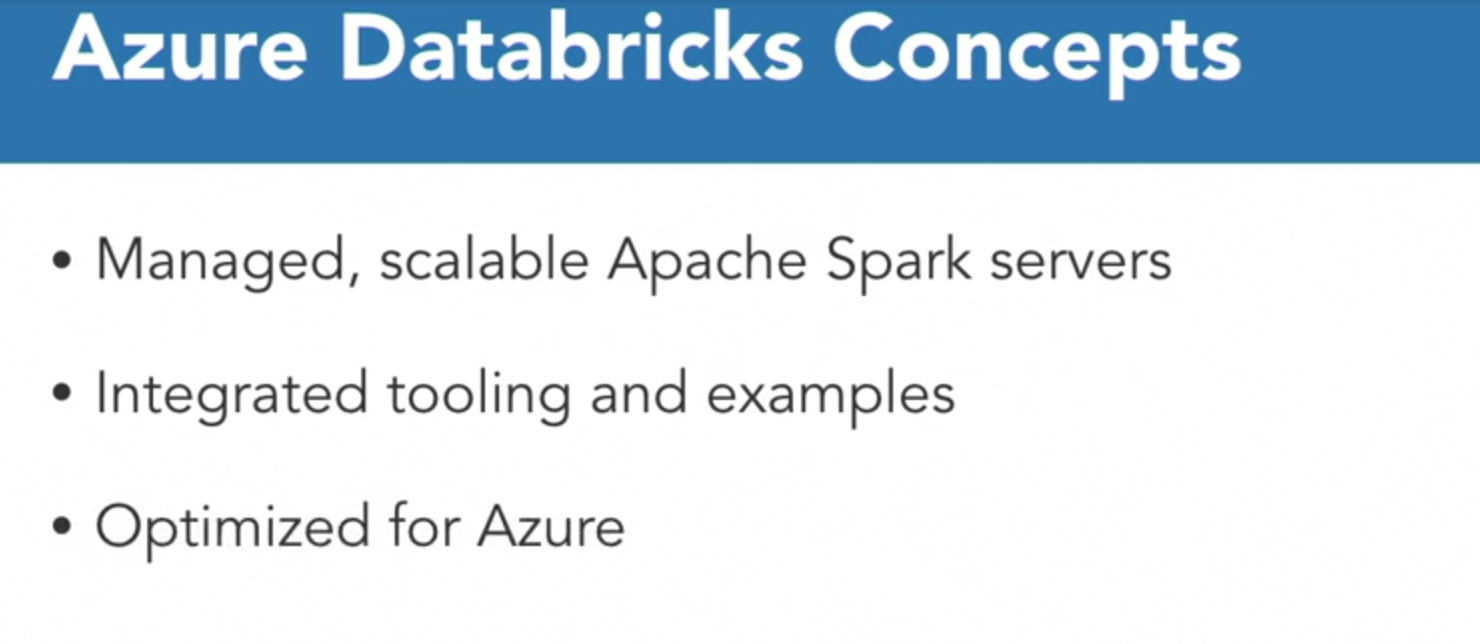 Azure Databricks Concepts
• Managed, scalable Apache Spark servers
• Integrated tooling and examples
• Optimized for Azure